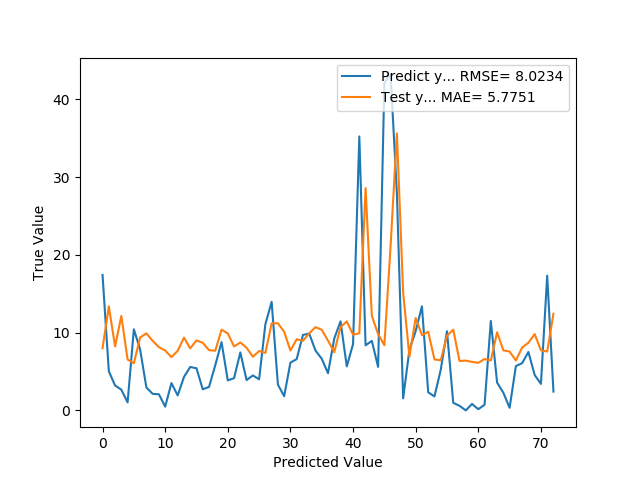 Predict y... RMSE= 8.0234
Test y... MAE= 5.7751
True Value
40
30
20
10
0
0 10 20 30 40 50 60 70
Predicted Value